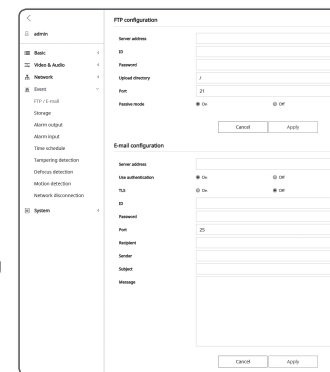 admin
Basic
Video & Audio
Network
Event
FTP / E-mail
Storage
Alarm output
Alarm input
Time schedule
Tampering detection
Defocus detection
Motion detection
Network disconnection
System
FTP configuration
Server address
ID
Password
Upload directory /
Port 21
Passive mode On Off
Cancel Apply
E-mail configuration
Server address
Use authentication On Off
TLS On Off
ID
Password
Port 25
Recipient
Sender
Subject
Message
Cancel Apply